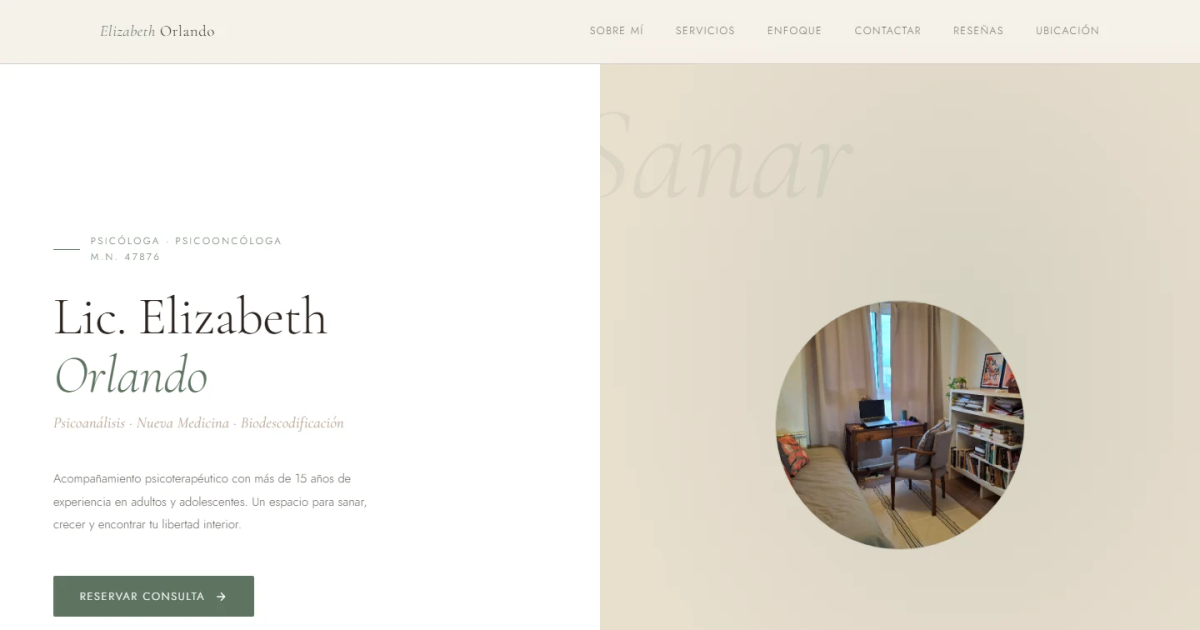 Elizabeth Orlando
SOBRE MÍ SERVICIOS ENFOQUE CONTACTAR RESEÑAS UBICACIÓN
Sanar
PSICÓLOGA · PSICOONCÓLOGA
M.N. 47876
Lic. Elizabeth
Orlando
Psicoanálisis · Nueva Medicina · Biodescodificación
Acompañamiento psicoterapéutico con más de 15 años de
experiencia en adultos y adolescentes. Un espacio para sanar,
crecer y encontrar tu libertad interior.
RESERVAR CONSULTA →